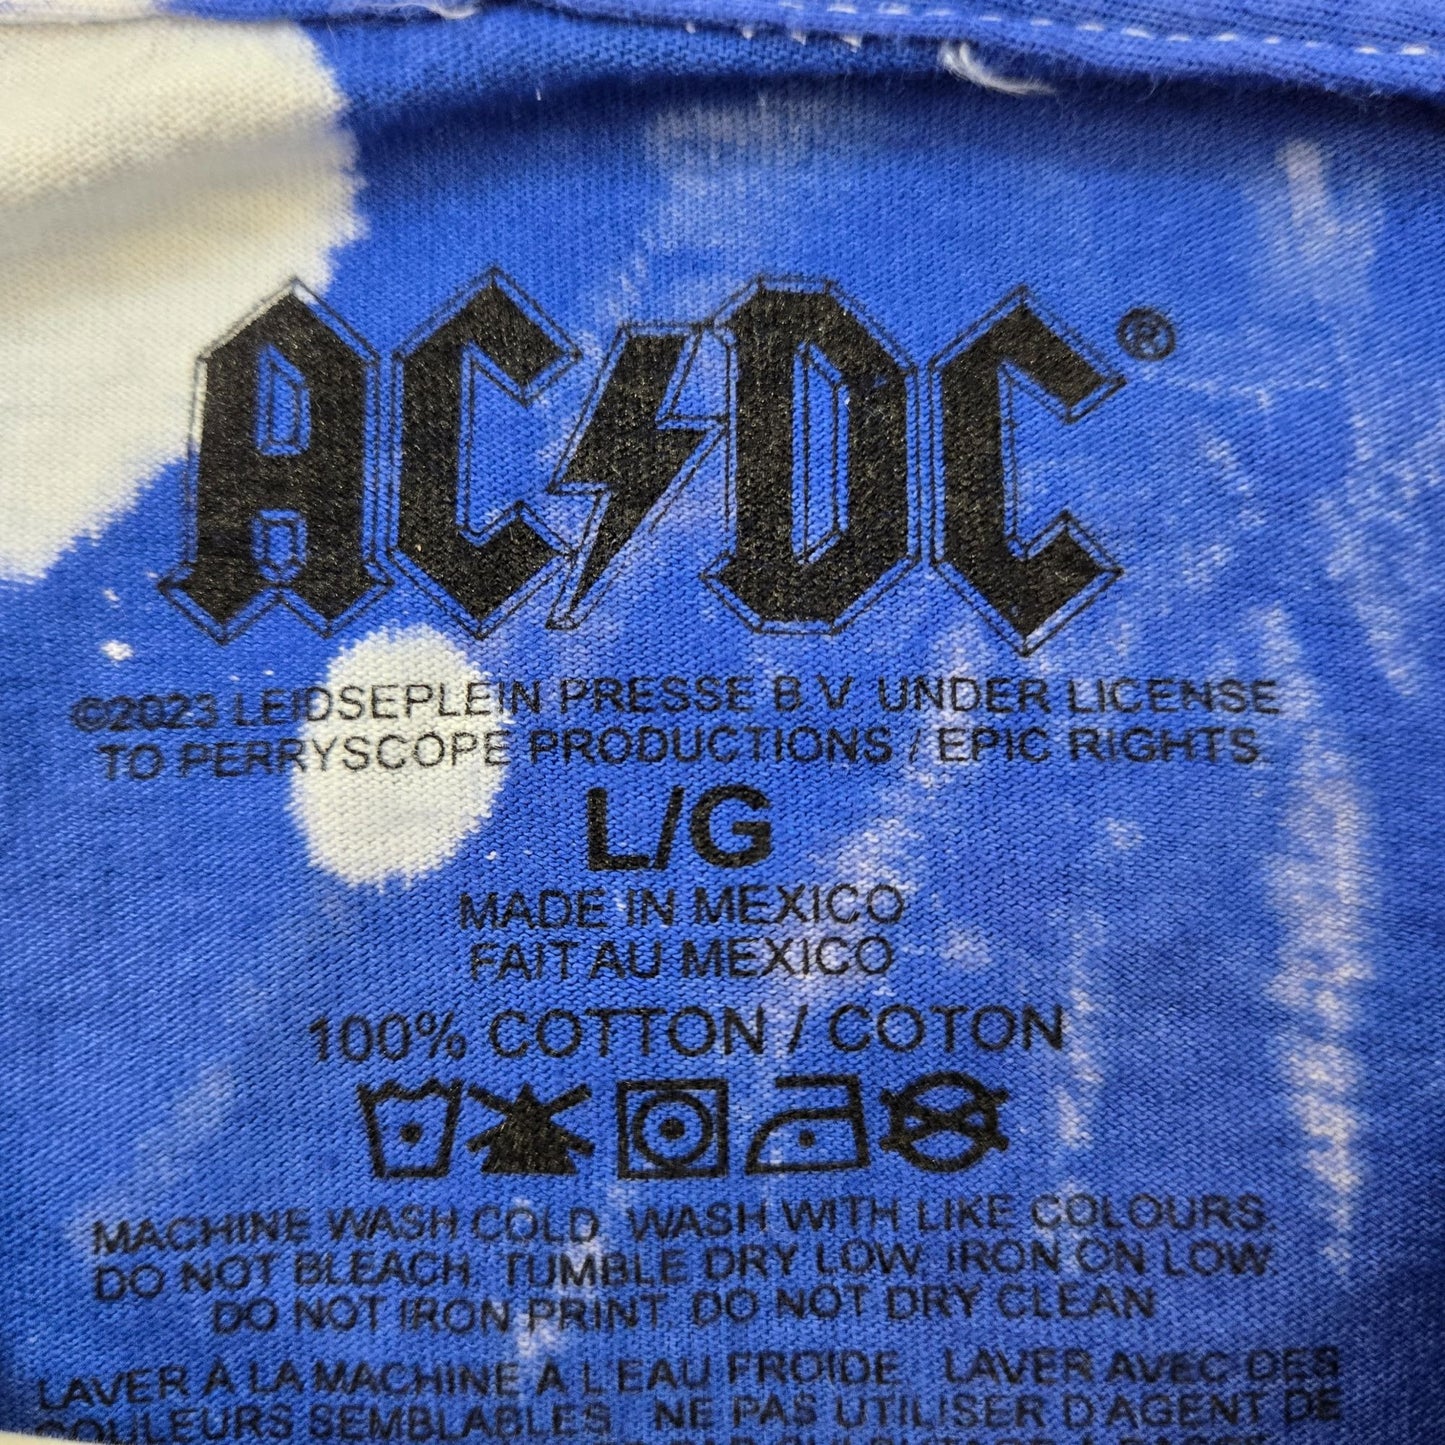 AC⚡DC®
©2023 LEIDSEPLEIN PRESSE B.V. UNDER LICENSE
TO PERRYSCOPE PRODUCTIONS / EPIC RIGHTS.
L/G
MADE IN MEXICO
FAIT AU MEXICO
100% COTTON / COTON
MACHINE WASH COLD. WASH WITH LIKE COLOURS.
DO NOT BLEACH. TUMBLE DRY LOW. IRON ON LOW
DO NOT IRON PRINT. DO NOT DRY CLEAN
LAVER À LA MACHINE A L'EAU FROIDE. LAVER AVEC DES
COULEURS SEMBLABLES. NE PAS UTILISER D'AGENT DE